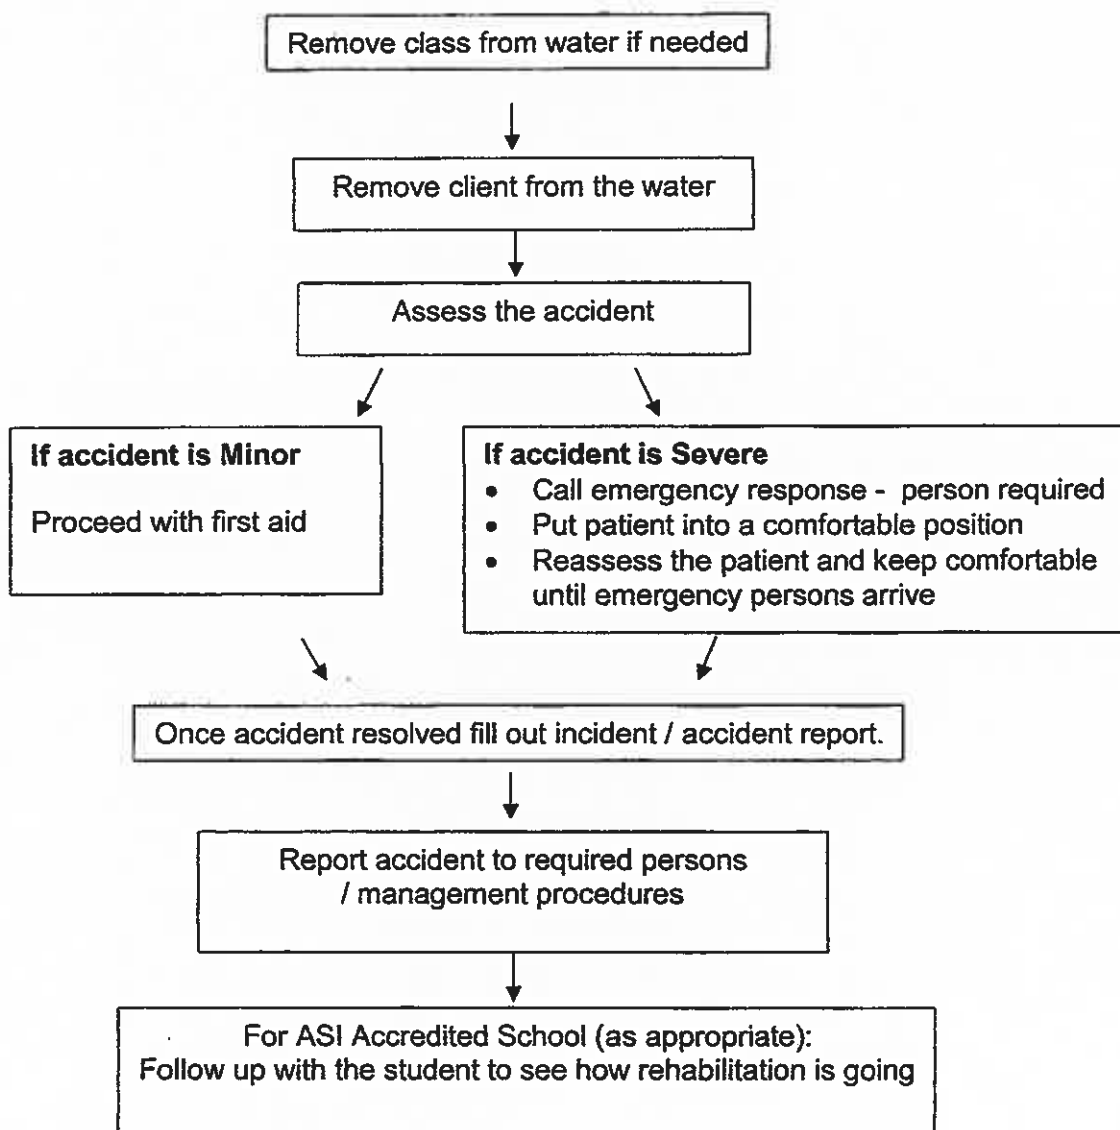 Remove class from water if needed
Remove client from the water
Assess the accident
If accident is Minor
Proceed with first aid
If accident is Severe
• Call emergency response - person required
• Put patient into a comfortable position
• Reassess the patient and keep comfortable
until emergency persons arrive
Once accident resolved fill out incident / accident report.
Report accident to required persons
/ management procedures
For ASI Accredited School (as appropriate):
Follow up with the student to see how rehabilitation is going